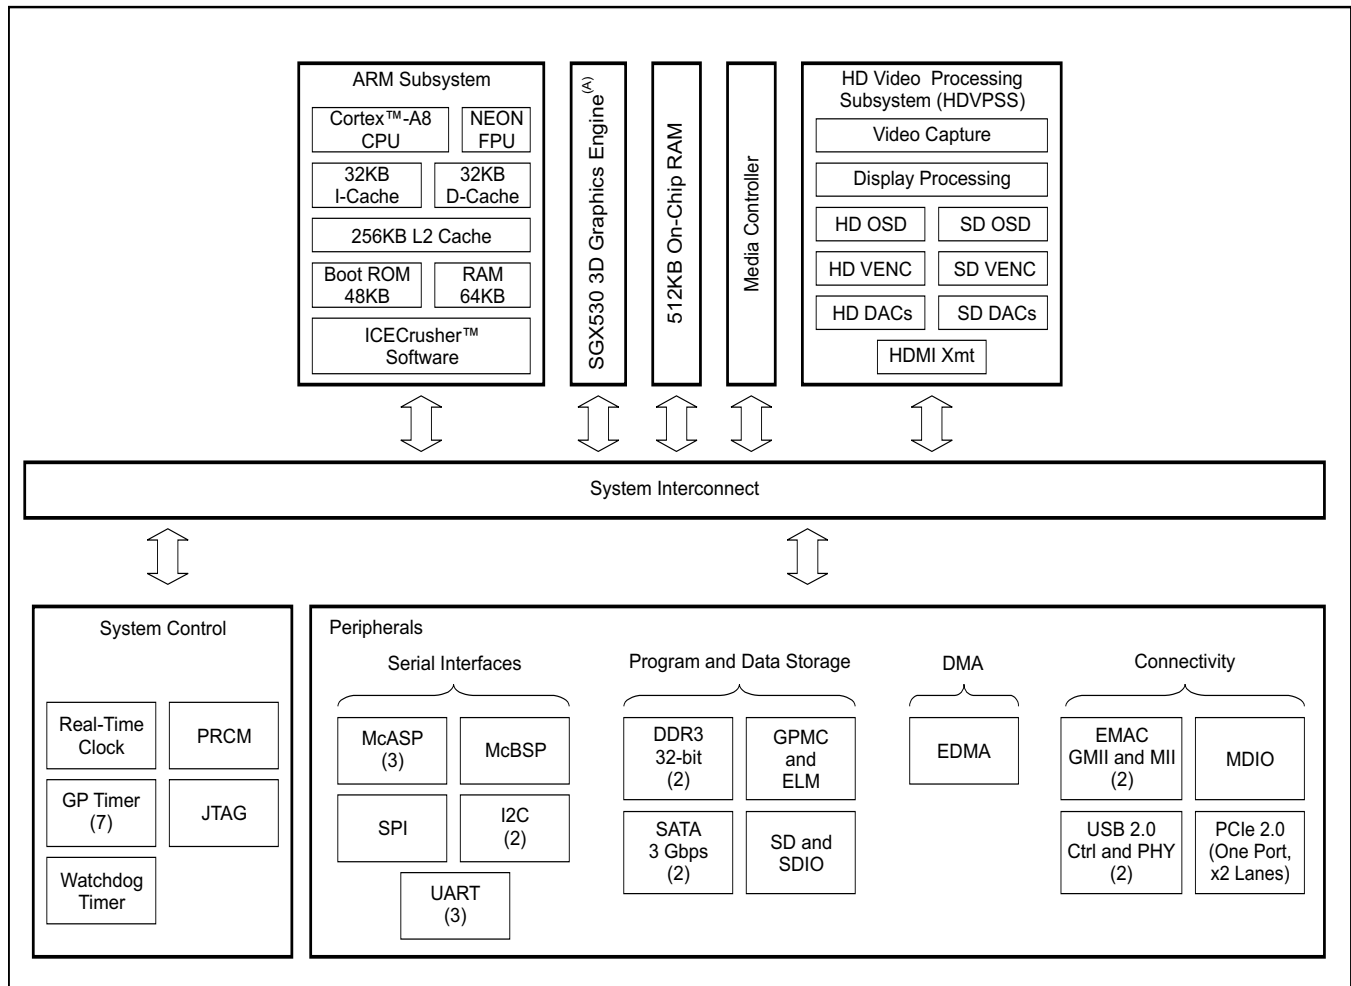 ARM Subsystem
Cortex™-A8
CPU
NEON
FPU
32KB
I-Cache
32KB
D-Cache
256KB L2 Cache
Boot ROM
48KB
RAM
64KB
ICECrusher™
Software
SGX530 3D Graphics Engine(A)
512KB On-Chip RAM
Media Controller
HD Video Processing
Subsystem (HDVPSS)
Video Capture
Display Processing
HD OSD
SD OSD
HD VENC
SD VENC
HD DACs
SD DACs
HDMI Xmt
System Interconnect
System Control
Real-Time
Clock
PRCM
GP Timer
(7)
JTAG
Watchdog
Timer
Peripherals
Serial Interfaces
McASP
(3)
McBSP
SPI
I2C
(2)
UART
(3)
Program and Data Storage
DDR3
32-bit
(2)
GPMC
and
ELM
SATA
3 Gbps
(2)
SD and
SDIO
DMA
EDMA
Connectivity
EMAC
GMII and MII
(2)
MDIO
USB 2.0
Ctrl and PHY
(2)
PCIe 2.0
(One Port,
x2 Lanes)